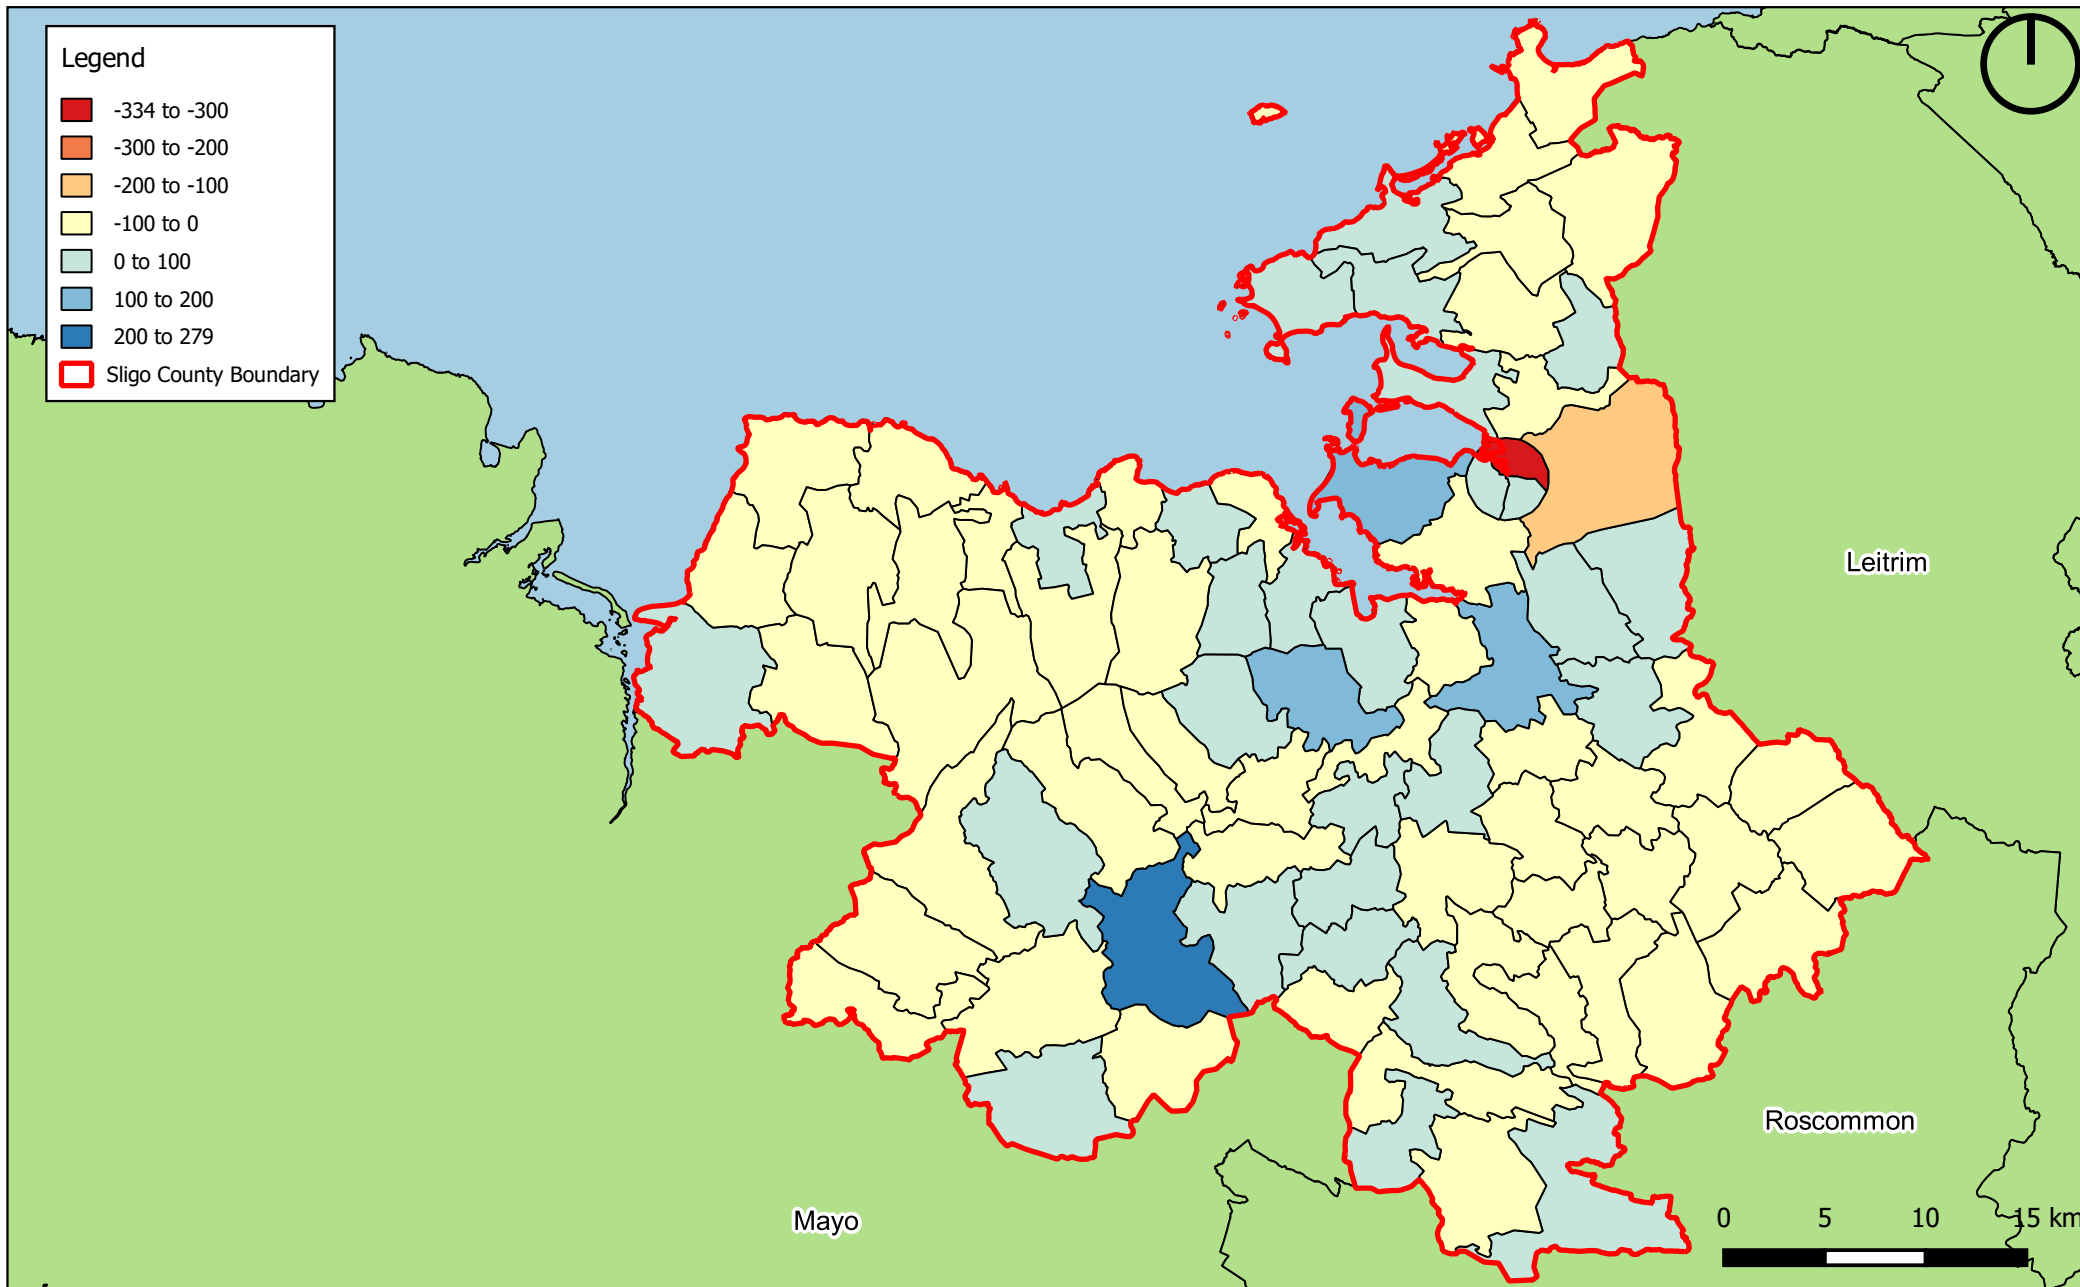 Legend
-334 to -300
-300 to -200
-200 to -100
-100 to 0
0 to 100
100 to 200
200 to 279
Sligo County Boundary
Leitrim
Roscommon
Mayo
0 5 10 15 km